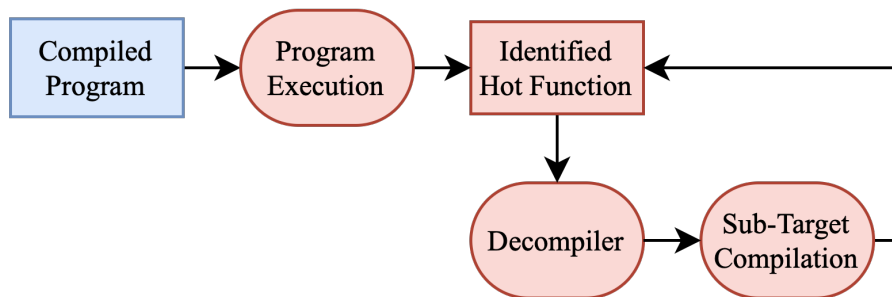 Compiled
Program
Program
Execution
Identified
Hot Function
Decompiler
Sub-Target
Compilation